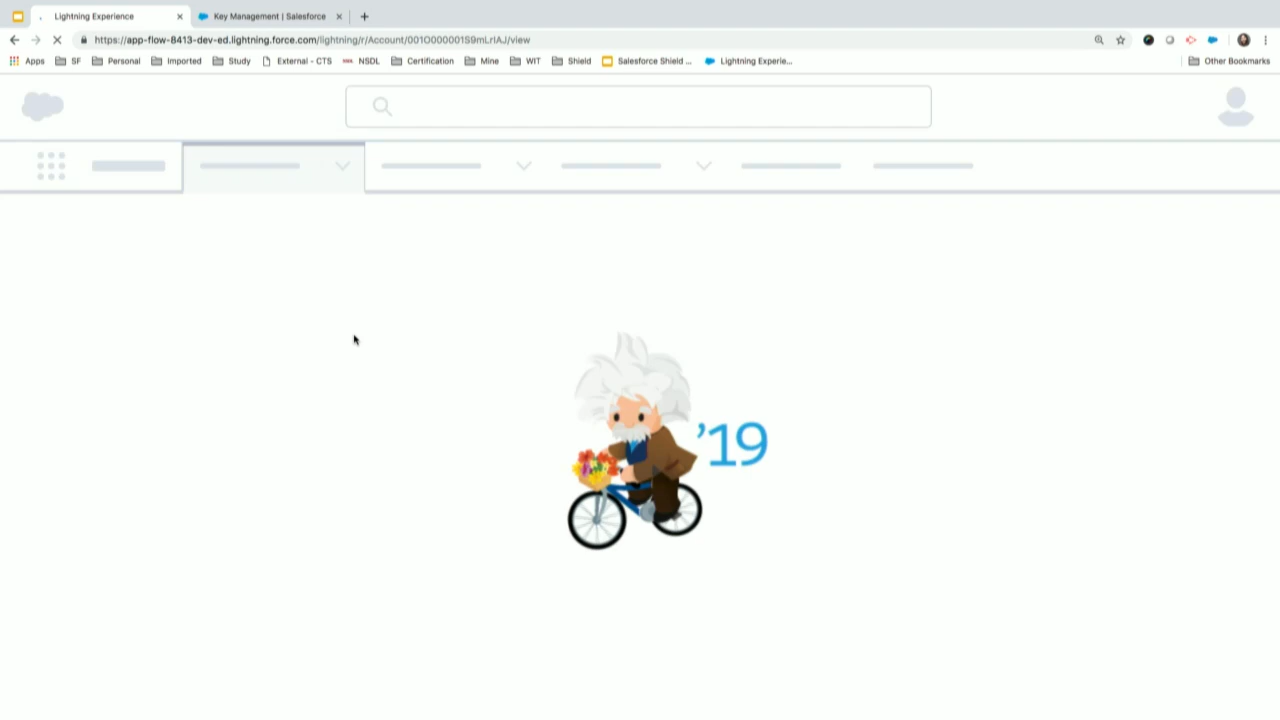 Lightning Experience
Key Management | Salesforce
https://app-flow-8413-dev-ed.lightning.force.com/lightning/r/Account/001O000001S9mLrIAJ/view
Apps SF Personal Imported Study External - CTS NSDL Certification Mine WIT Shield Salesforce Shield ... Lightning Experie... Other Bookmarks
'19